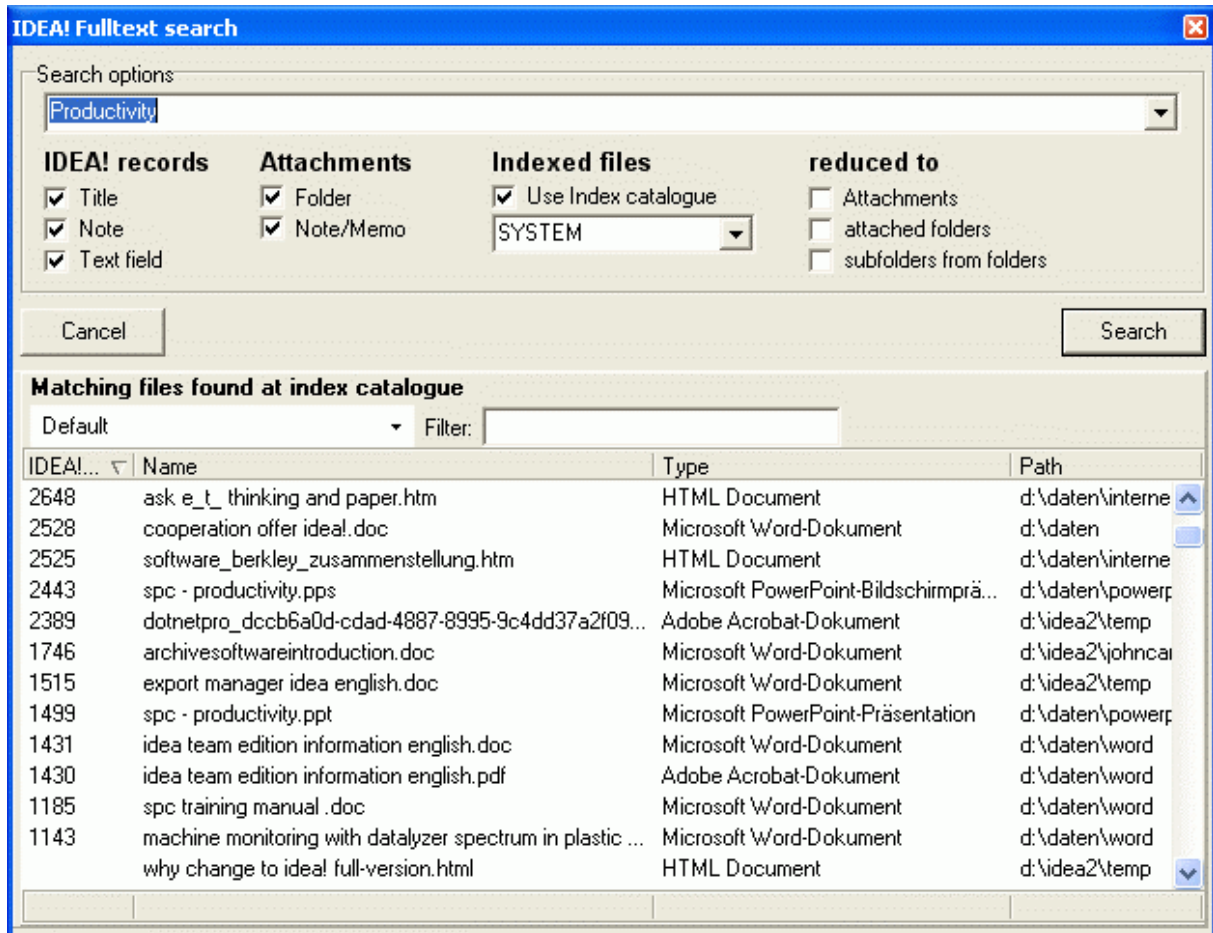 IDEA! Fulltext search
Search options
Productivity
IDEA! records Attachments Indexed files reduced to
Title Folder Use Index catalogue Attachments
Note Note/Memo SYSTEM attached folders
Text field subfolders from folders
Cancel Search
Matching files found at index catalogue
Default Filter:
IDEA!... Name Type Path
2648 ask e_t_ thinking and paper.htm HTML Document d:\daten\interne
2528 cooperation offer idea!.doc Microsoft Word-Dokument d:\daten
2525 software_berkley_zusammenstellung.htm HTML Document d:\daten\interne
2443 spc - productivity.pps Microsoft PowerPoint-Bildschirmprä... d:\daten\powerp
2389 dotnetpro_dccb6a0d-cdad-4887-8995-9c4dd37a2f09... Adobe Acrobat-Dokument d:\idea2\temp
1746 archivesoftwareintroduction.doc Microsoft Word-Dokument d:\idea2\johncar
1515 export manager idea english.doc Microsoft Word-Dokument d:\idea2\temp
1499 spc - productivity.ppt Microsoft PowerPoint-Präsentation d:\daten\powerp
1431 idea team edition information english.doc Microsoft Word-Dokument d:\daten\word
1430 idea team edition information english.pdf Adobe Acrobat-Dokument d:\daten\word
1185 spc training manual .doc Microsoft Word-Dokument d:\daten\word
1143 machine monitoring with datalyzer spectrum in plastic ... Microsoft Word-Dokument d:\daten\word
why change to idea! full-version.html HTML Document d:\idea2\temp